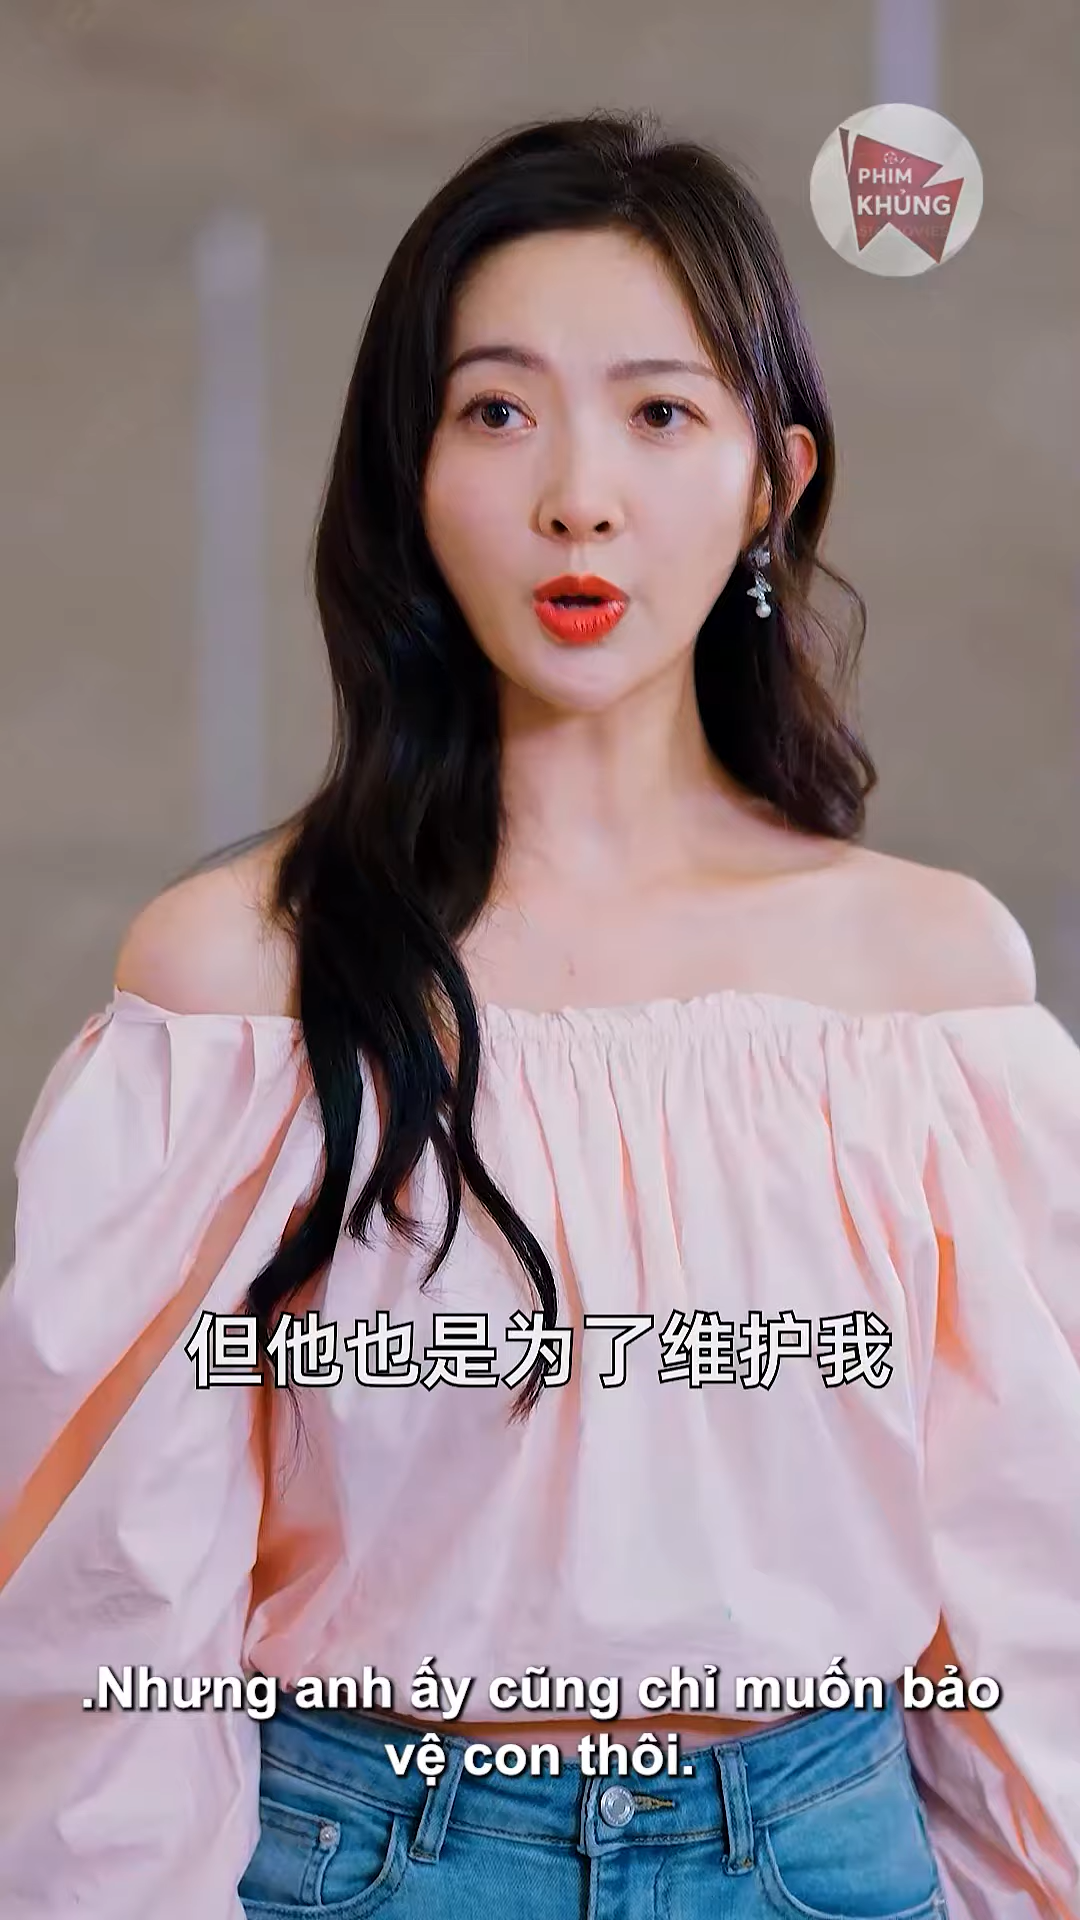 PHIM
KHỦNG
但他也是为了维护我
.Nhưng anh ấy cũng chỉ muốn bảo
vệ con thôi.